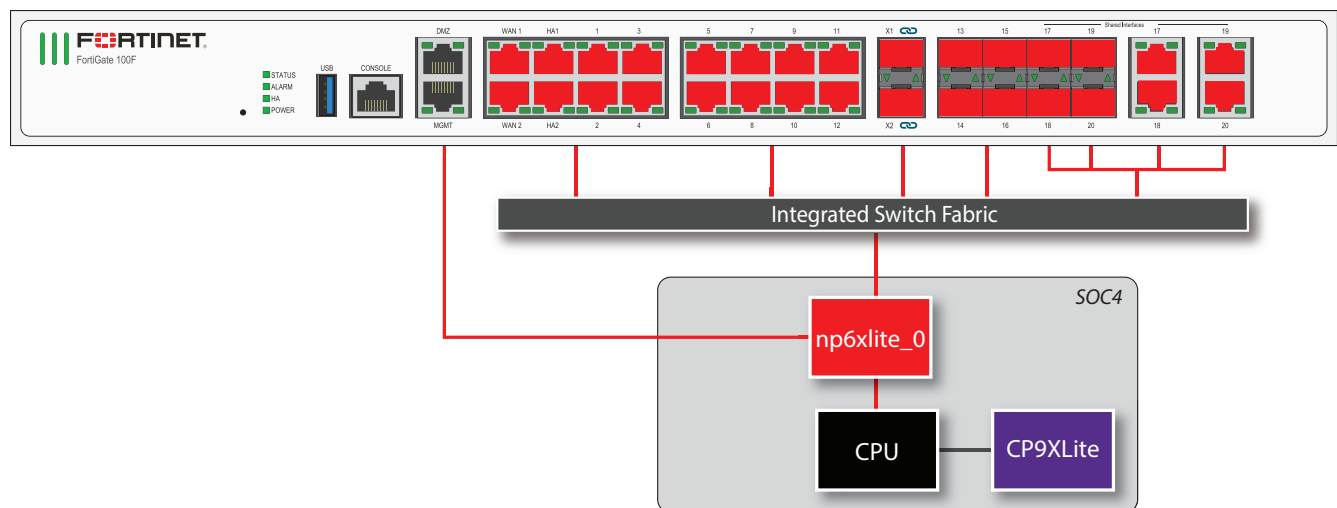 Shared Interfaces
FORTINET
FortiGate 100F
DMZ WAN 1 HA1 1 3 5 7 9 11 X1 13 15 17 19 17 19
USB CONSOLE
STATUS
ALARM
HA
POWER
MGMT WAN 2 HA2 2 4 6 8 10 12 X2 14 16 18 20 18 20
Integrated Switch Fabric
SOC4
np6xlite_0
CPU CP9XLite